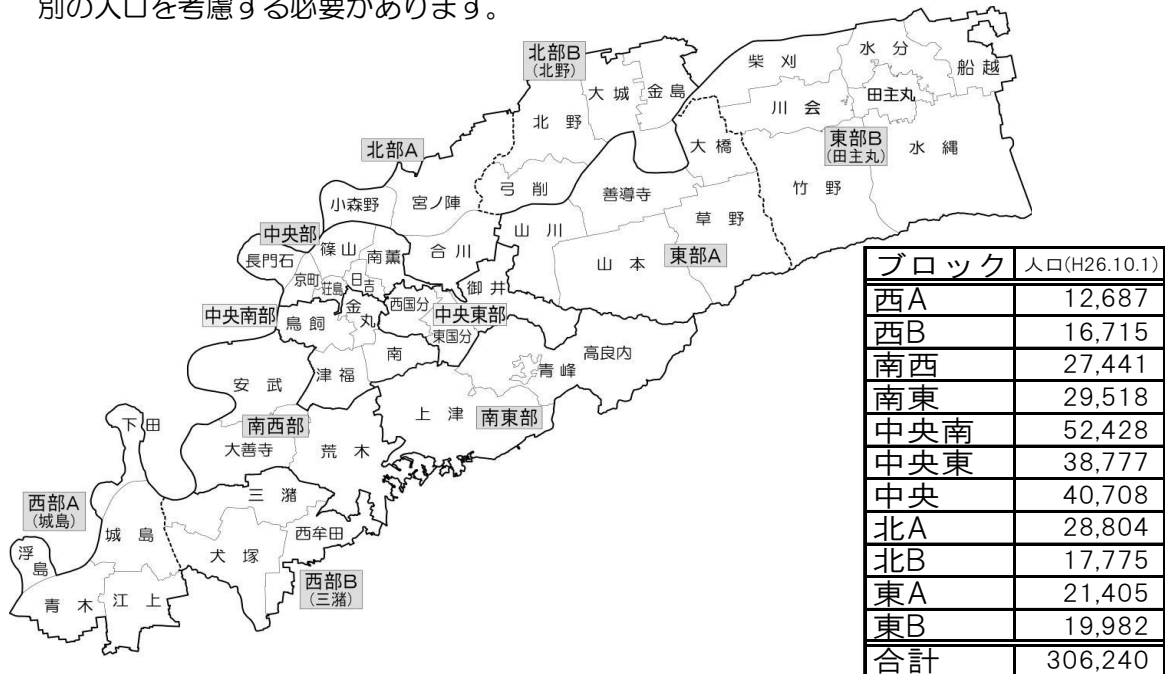 別の人口を考慮する必要があります。
北部B
(北野)
大城
金島
柴刈
水分
船越
田主丸
川会
北野
大橋
東部B
(田主丸)
水縄
北部A
弓削
善導寺
竹野
小森野
宮ノ陣
草野
山川
中央部
篠山
南薫
合川
山本
東部A
長門石
京町
荘島
日吉
御井
中央南部
鳥飼
金丸
西国分
中央東部
東国分
南
高良内
青峰
安武
津福
上津
南東部
下田
南西部
大善寺
荒木
西部A
(城島)
三潴
城島
西牟田
犬塚
浮島
西部B
(三潴)
青木
江上
ブロック 人口(H26.10.1)
西A 12,687
西B 16,715
南西 27,441
南東 29,518
中央南 52,428
中央東 38,777
中央 40,708
北A 28,804
北B 17,775
東A 21,405
東B 19,982
合計 306,240